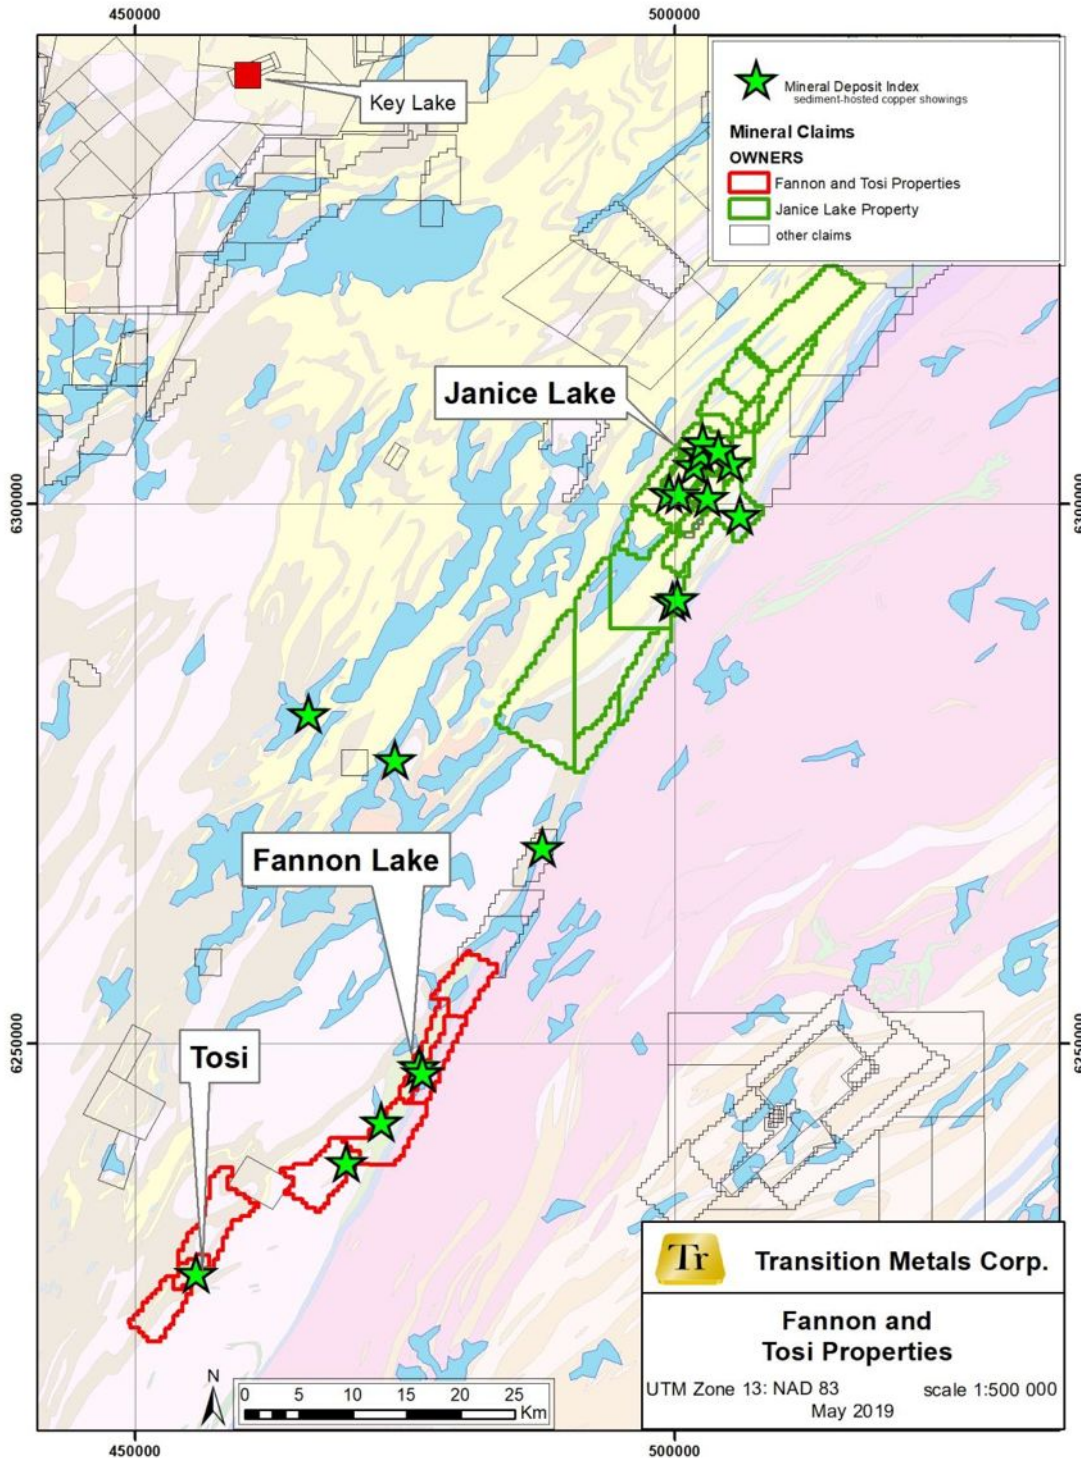 450000
500000
Key Lake
Mineral Deposit Index
sediment-hosted copper showings
Mineral Claims
OWNERS
Fannon and Tosi Properties
Janice Lake Property
other claims
Janice Lake
6300000
6300000
Fannon Lake
6250000
6250000
Tosi
Tr
Transition Metals Corp.
Fannon and
Tosi Properties
UTM Zone 13: NAD 83
scale 1:500 000
May 2019
N
0 5 10 15 20 25
Km
450000
500000